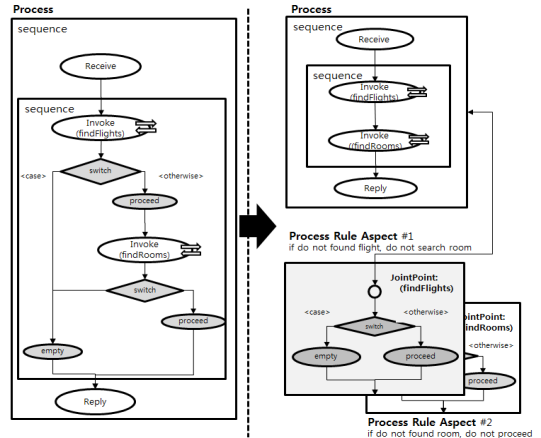 Process
sequence
Receive
sequence
Invoke
(findFlights)
switch
<case>
<otherwise>
proceed
Invoke
(findRooms)
switch
proceed
empty
Reply
Process
sequence
Receive
sequence
Invoke
(findFlights)
Invoke
(findRooms)
Reply
Process Rule Aspect #1
if do not found flight, do not search room
JointPoint:
(findFlights)
<case>
<otherwise>
switch
empty
proceed
ointPoint:
indRooms)
<otherwise>
proceed
Process Rule Aspect #2
if do not found room, do not proceed